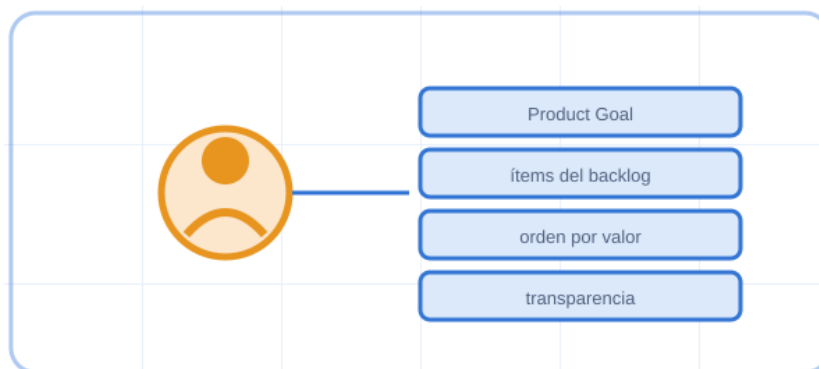 Product Goal
ítems del backlog
orden por valor
transparencia